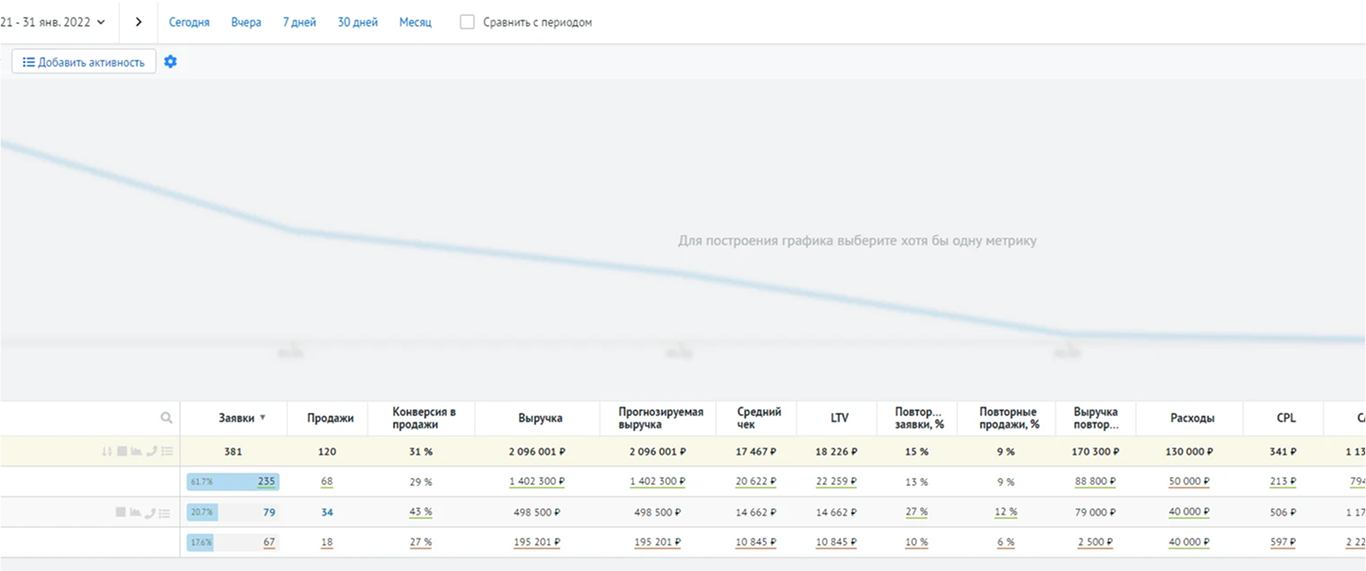 21 - 31 янв. 2022 Сегодня Вчера 7 дней 30 дней Месяц Сравнить с периодом
Добавить активность
Для построения графика выберите хотя бы одну метрику
Заявки Продажи Конверсия в продажи Выручка Прогнозируемая выручка Средний чек LTV Повтор... заявки, % Повторные продажи, % Выручка повтор... Расходы CPL
381 120 31 % 2 096 001 ₽ 2 096 001 ₽ 17 467 ₽ 18 226 ₽ 15 % 9 % 170 300 ₽ 130 000 ₽ 341 ₽ 1 13
61.7% 235 68 29 % 1 402 300 ₽ 1 402 300 ₽ 20 622 ₽ 22 259 ₽ 13 % 9 % 88 800 ₽ 50 000 ₽ 213 ₽ 794
20.7% 79 34 43 % 498 500 ₽ 498 500 ₽ 14 662 ₽ 14 662 ₽ 27 % 12 % 79 000 ₽ 40 000 ₽ 506 ₽ 1 17
17.6% 67 18 27 % 195 201 ₽ 195 201 ₽ 10 845 ₽ 10 845 ₽ 10 % 6 % 2 500 ₽ 40 000 ₽ 597 ₽ 2 22